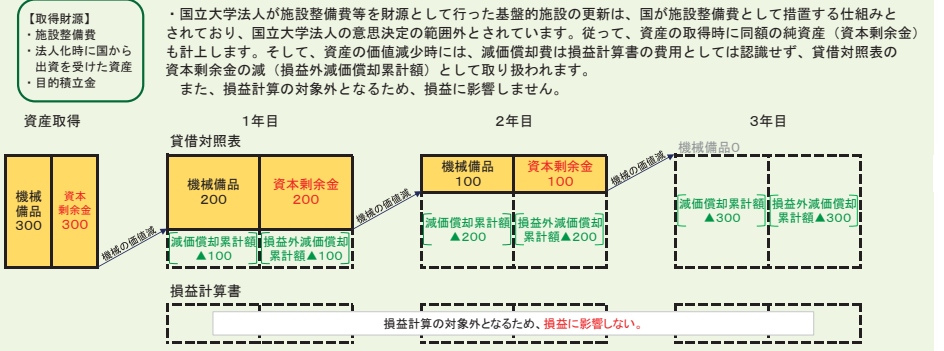 【取得財源】
・施設整備費
・法人化時に国から
出資を受けた資産
・目的積立金
・国立大学法人が施設整備費等を財源として行った基盤的施設の更新は、国が施設整備費として措置する仕組みと
されており、国立大学法人の意思決定の範囲外とされています。従って、資産の取得時に同額の純資産（資本剰余金）
も計上します。そして、資産の価値減少時には、減価償却費は損益計算書の費用としては認識せず、貸借対照表の
資本剰余金の減（損益外減価償却累計額）として取り扱われます。
また、損益計算の対象外となるため、損益に影響しません。
資産取得
1年目
2年目
3年目
貸借対照表
機械
備品
300
資本
剰余金
300
機械の価値減
機械備品
200
資本剰余金
200
減価償却累計額
▲100
損益外減価償却
累計額▲100
機械の価値減
機械備品
100
資本剰余金
100
減価償却累計額
▲200
損益外減価償却
累計額▲200
機械の価値減
機械備品0
減価償却累計額
▲300
損益外減価償却
累計額▲300
損益計算書
損益計算の対象外となるため、損益に影響しない。